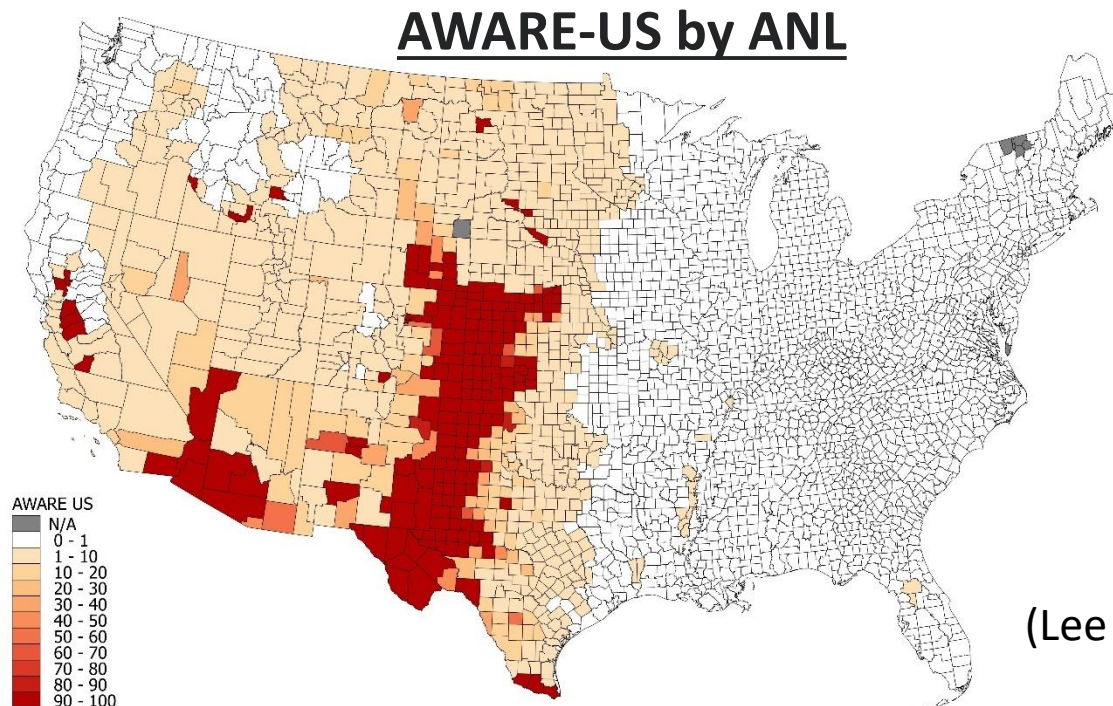 AWARE-US by ANL
AWARE US
N/A
0 - 1
1 - 10
10 - 20
20 - 30
30 - 40
40 - 50
50 - 60
60 - 70
70 - 80
80 - 90
90 - 100
(Lee